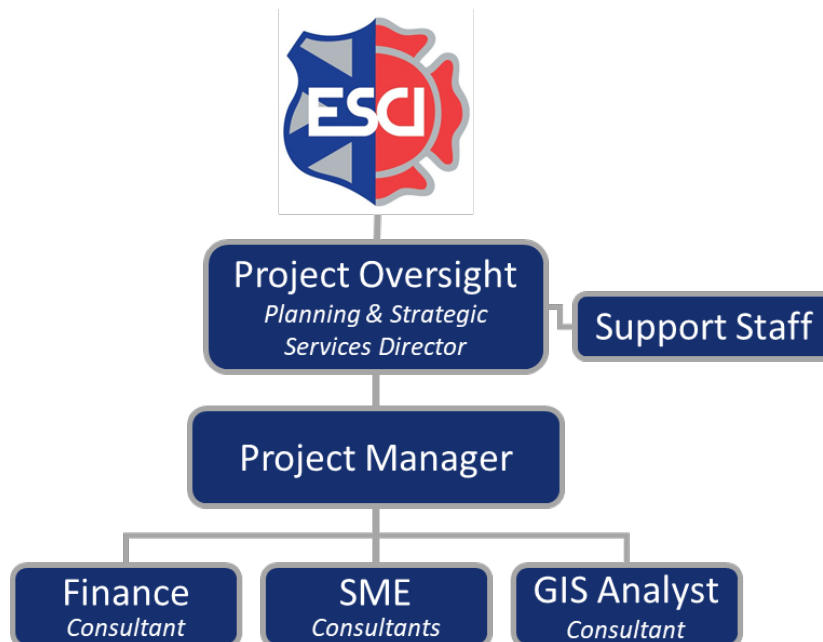 ESCI
Project Oversight
Planning & Strategic
Services Director
Support Staff
Project Manager
Finance
Consultant
SME
Consultants
GIS Analyst
Consultant